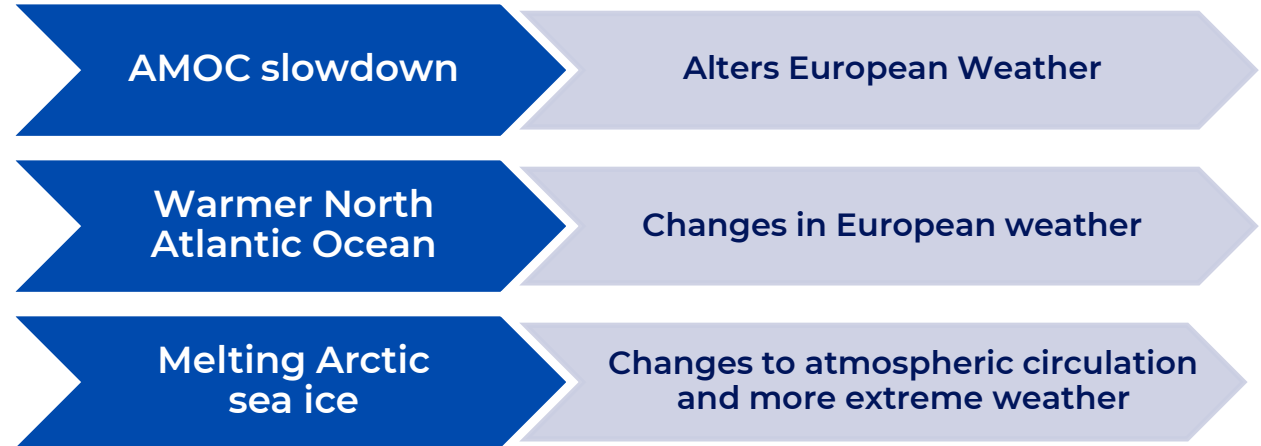 AMOC slowdown
Alters European Weather
Warmer North
Atlantic Ocean
Changes in European weather
Melting Arctic
sea ice
Changes to atmospheric circulation
and more extreme weather